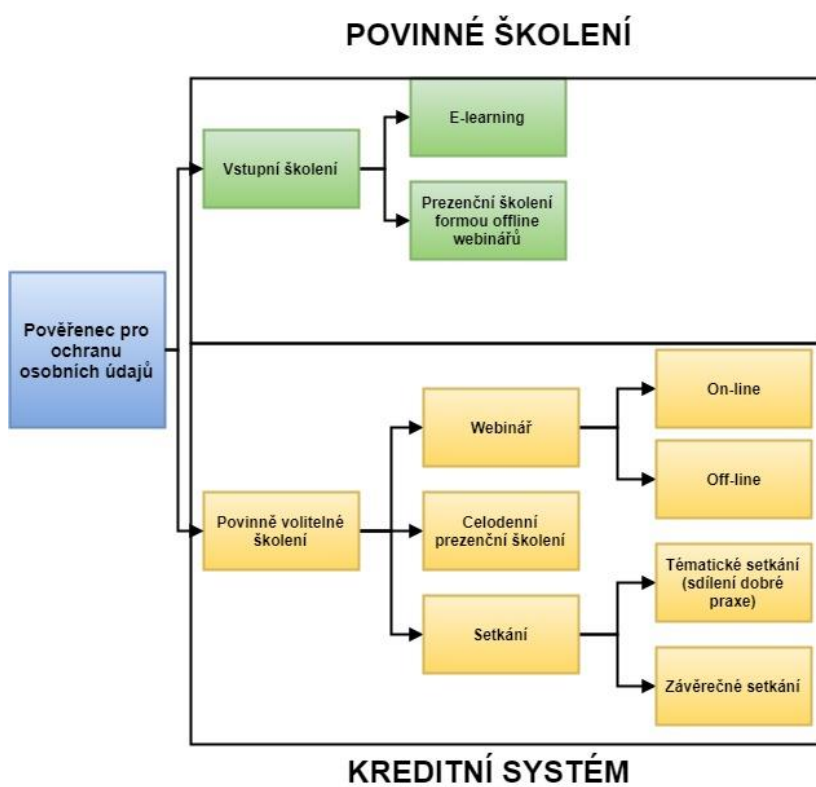 POVINNÉ ŠKOLENÍ
E-learning
Vstupní školení
Prezenční školení
formou offline
webinářů
Pověřenec pro
ochranu
osobních údajů
On-line
Webinář
Off-line
Povinně volitelné
školení
Celodenní
prezenční školení
Tématické setkání
(sdílení dobré
praxe)
Setkání
Závěrečné setkání
KREDITNÍ SYSTÉM